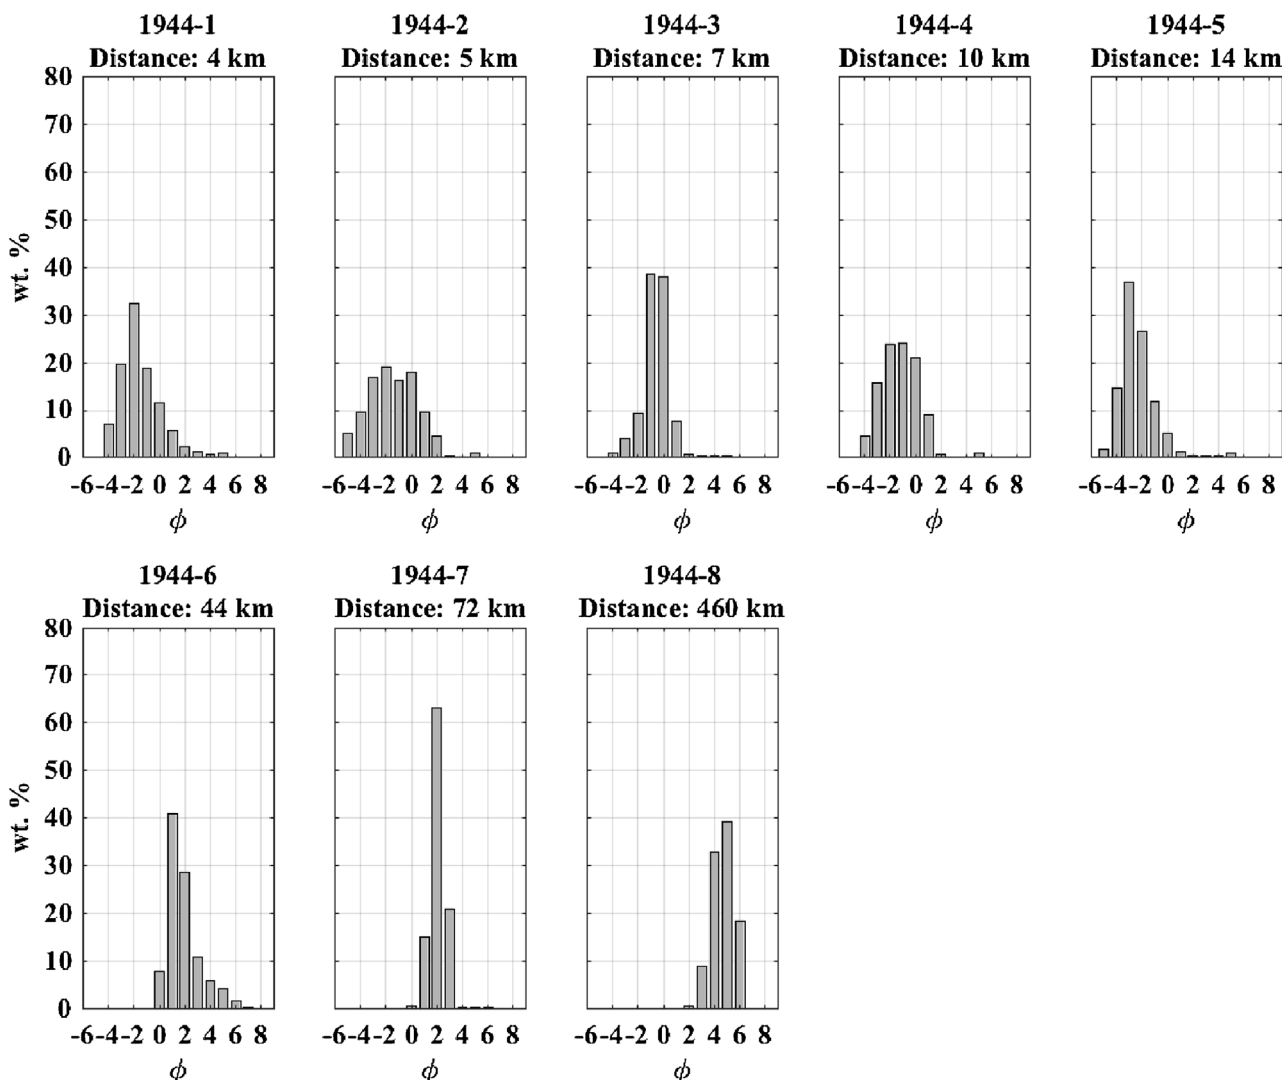 1944-1
Distance: 4 km
1944-2
Distance: 5 km
1944-3
Distance: 7 km
1944-4
Distance: 10 km
1944-5
Distance: 14 km
80
70
60
50
40
30
20
10
0
wt. %
-6-4-2 0 2 4 6 8
-6-4-2 0 2 4 6 8
-6-4-2 0 2 4 6 8
-6-4-2 0 2 4 6 8
-6-4-2 0 2 4 6 8
ϕ
ϕ
ϕ
ϕ
ϕ
1944-6
Distance: 44 km
1944-7
Distance: 72 km
1944-8
Distance: 460 km
80
70
60
50
40
30
20
10
0
wt. %
-6-4-2 0 2 4 6 8
-6-4-2 0 2 4 6 8
-6-4-2 0 2 4 6 8
ϕ
ϕ
ϕ